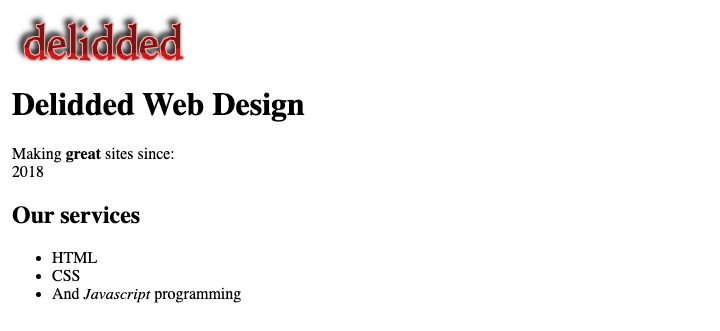 delidded
Delidded Web Design
Making great sites since:
2018
Our services
• HTML
• CSS
• And Javascript programming